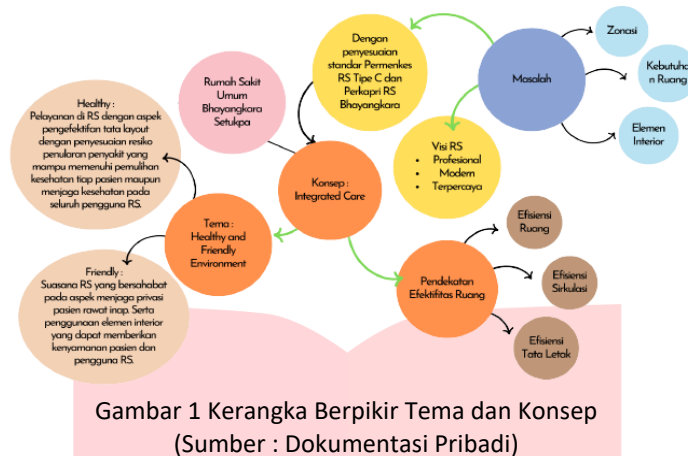 Dengan
penyesuaian
standar Permenkes
RS Tipe C dan
Perkapri RS
Bhayangkara
Masalah
Zonasi
Kebutuha
n Ruang
Elemen
Interior
Rumah Sakit
Umum
Bhayangkara
Setukpa
Visi RS
• Profesional
• Modern
• Terpercaya
Healthy :
Pelayanan di RS dengan aspek
pengefektifan tata layout
dengan penyesuaian resiko
penularan penyakit yang
mampu memenuhi pemulihan
kesehatan tiap pasien maupun
menjaga kesehatan pada
seluruh pengguna RS.
Konsep :
Integrated Care
Tema :
Healthy and
Friendly
Environment
Friendly :
Suasana RS yang bersahabat
pada aspek menjaga privasi
pasien rawat inap. Serta
penggunaan elemen interior
yang dapat memberikan
kenyamanan pasien dan
pengguna RS.
Pendekatan
Efektifitas Ruang
Efisiensi
Ruang
Efisiensi
Sirkulasi
Efisiensi
Tata Letak
Gambar 1 Kerangka Berpikir Tema dan Konsep
(Sumber : Dokumentasi Pribadi)